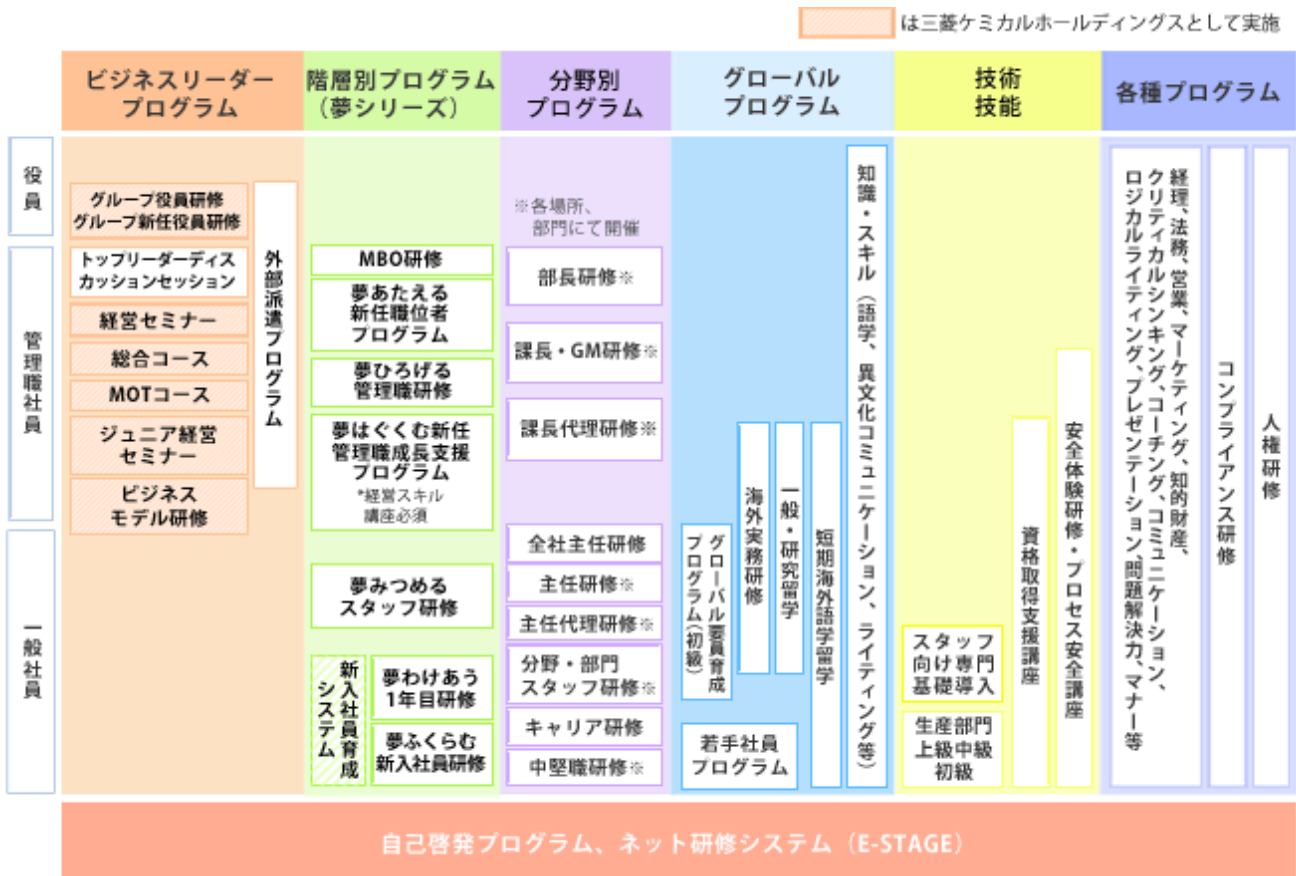 は三菱ケミカルホールディングスとして実施
ビジネスリーダー
プログラム
階層別プログラム
（夢シリーズ）
分野別
プログラム
グローバル
プログラム
技術
技能
各種プログラム
役員
管理職社員
一般社員
グループ役員研修
グループ新任役員研修
トップリーダーディス
カッションセッション
経営セミナー
総合コース
MOTコース
ジュニア経営
セミナー
ビジネス
モデル研修
外部派遣プログラム
MBO研修
夢あたえる
新任職位者
プログラム
夢ひろげる
管理職研修
夢はぐくむ新任
管理職成長支援
プログラム
*経営スキル
講座必須
夢みつめる
スタッフ研修
新入社員育成
システム
夢わけあう
1年目研修
夢ふくらむ
新入社員研修
※各場所、
部門にて開催
部長研修※
課長・GM研修※
課長代理研修※
全社主任研修
主任研修※
主任代理研修※
分野・部門
スタッフ研修※
キャリア研修
中堅職研修※
グローバル要員育成
プログラム(初級)
若手社員
プログラム
海外実務研修
一般・研究留学
短期海外語学留学
知識・スキル（語学、異文化コミュニケーション、ライティング等）
スタッフ
向け専門
基礎導入
生産部門
上級中級
初級
資格取得支援講座
安全体験研修・プロセス安全講座
経理、法務、営業、マーケティング、知的財産、
クリティカルシンキング、コーチング、コミュニケーション、
ロジカルライティング、プレゼンテーション、問題解決力、マナー等
コンプライアンス研修
人権研修
自己啓発プログラム、ネット研修システム（E-STAGE）